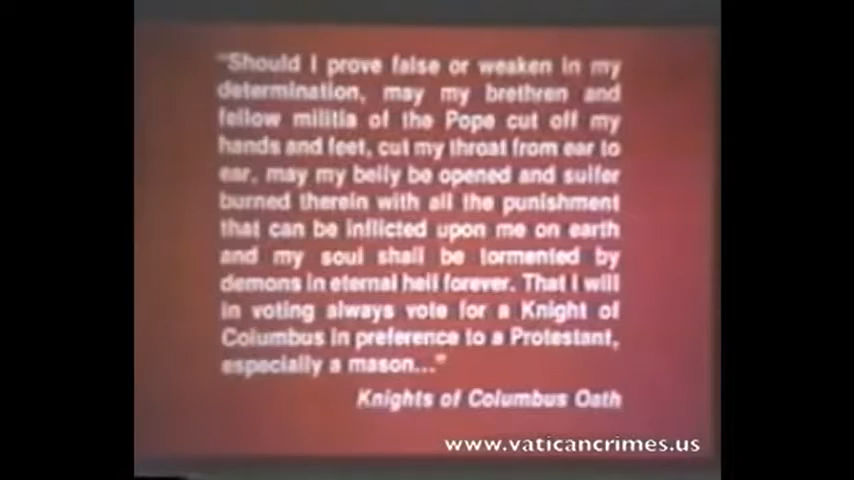 "Should I prove false or weaken in my
determination, may my brethren and
fellow militia of the Pope cut off my
hands and feet, cut my throat from ear to
ear, may my belly be opened and sulfer
burned therein with all the punishment
that can be inflicted upon me on earth
and my soul shall be tormented by
demons in eternal hell forever. That I will
in voting always vote for a Knight of
Columbus in preference to a Protestant,
especially a mason..."
Knights of Columbus Oath
www.vaticancrimes.us